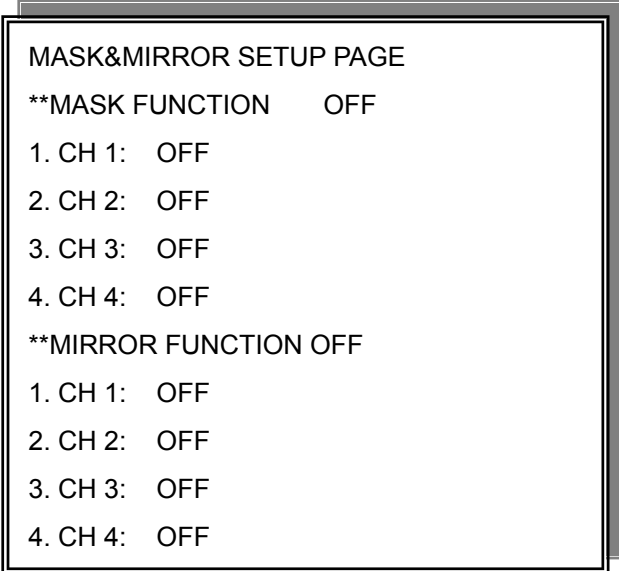 MASK&MIRROR SETUP PAGE
**MASK FUNCTION OFF
1. CH 1: OFF
2. CH 2: OFF
3. CH 3: OFF
4. CH 4: OFF
**MIRROR FUNCTION OFF
1. CH 1: OFF
2. CH 2: OFF
3. CH 3: OFF
4. CH 4: OFF